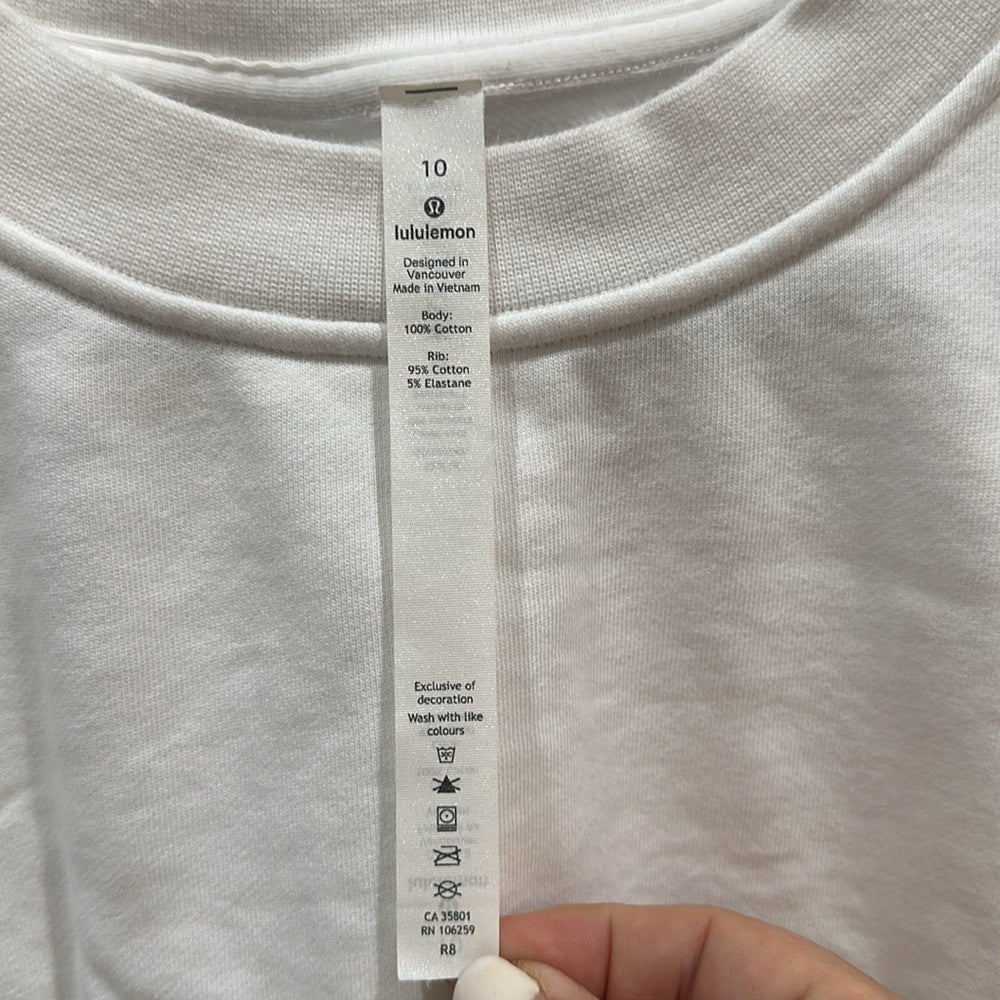 10
lululemon
Designed in
Vancouver
Made in Vietnam
Body:
100% Cotton
Rib:
95% Cotton
5% Elastane
Exclusive of
decoration
Wash with like
colours
CA 35801
RN 106259
R8